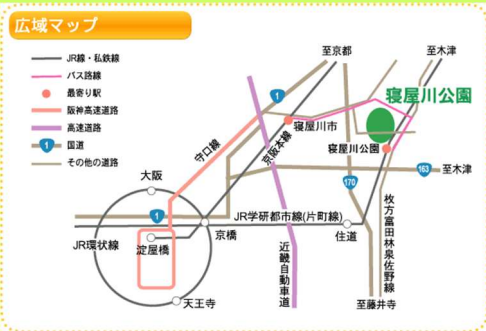 広域マップ
JR線・私鉄線
バス路線
最寄り駅
阪神高速道路
高速道路
1 国道
その他の道路
至京都
至木津
寝屋川公園
1
寝屋川市
守口線
京阪本線
寝屋川公園
163
至木津
170
大阪
1
JR学研都市線(片町線)
京橋
住道
JR環状線
淀屋橋
近畿自動車道
枚方富田林泉佐野線
天王寺
至藤井寺